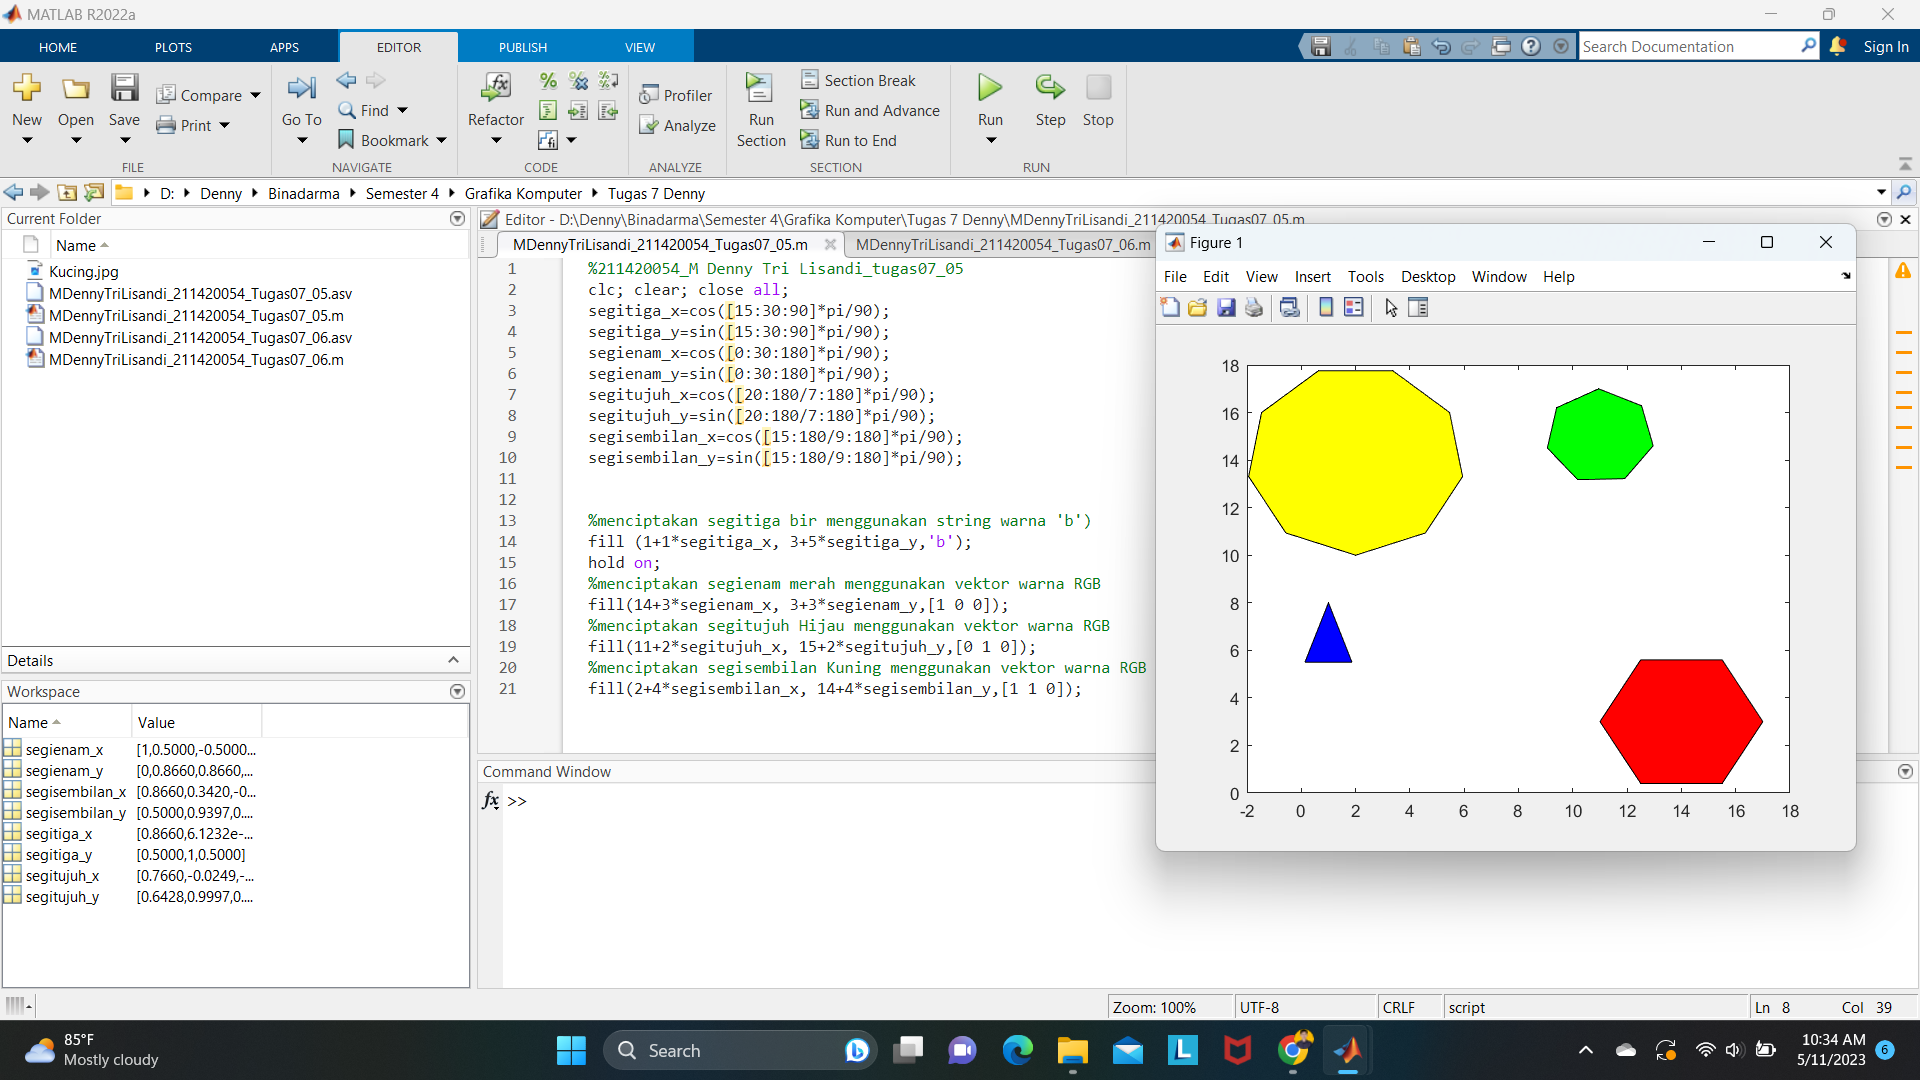 MATLAB R2022a
HOME PLOTS APPS EDITOR PUBLISH VIEW
Search Documentation Sign In
New Open Save Compare Print
Go To Find Bookmark
Refactor
Profiler Analyze
Run Section Section Break Run and Advance Run to End
Run Step Stop
FILE NAVIGATE CODE ANALYZE SECTION RUN
D: Denny Binadarma Semester 4 Grafika Komputer Tugas 7 Denny
Current Folder
Name
Kucing.jpg
MDennyTriLisandi_211420054_Tugas07_05.asv
MDennyTriLisandi_211420054_Tugas07_05.m
MDennyTriLisandi_211420054_Tugas07_06.asv
MDennyTriLisandi_211420054_Tugas07_06.m
Details
Workspace
Name Value
segienam_x [1,0.5000,-0.5000...
segienam_y [0,0.8660,0.8660,...
segisembilan_x [0.8660,0.3420,-0...
segisembilan_y [0.5000,0.9397,0....
segitiga_x [0.8660,6.1232e-...
segitiga_y [0.5000,1,0.5000]
segitujuh_x [0.7660,-0.0249,-...
segitujuh_y [0.6428,0.9997,0....
Editor - D:\Denny\Binadarma\Semester 4\Grafika Komputer\Tugas 7 Denny\MDennyTriLisandi_211420054_Tugas07_05.m
MDennyTriLisandi_211420054_Tugas07_05.m MDennyTriLisandi_211420054_Tugas07_06.m
1 %211420054_M Denny Tri Lisandi_tugas07_05
2 clc; clear; close all;
3 segitiga_x=cos([15:30:90]*pi/90);
4 segitiga_y=sin([15:30:90]*pi/90);
5 segienam_x=cos([0:30:180]*pi/90);
6 segienam_y=sin([0:30:180]*pi/90);
7 segitujuh_x=cos([20:180/7:180]*pi/90);
8 segitujuh_y=sin([20:180/7:180]*pi/90);
9 segisembilan_x=cos([15:180/9:180]*pi/90);
10 segisembilan_y=sin([15:180/9:180]*pi/90);
11
12
13 %menciptakan segitiga bir menggunakan string warna 'b')
14 fill (1+1*segitiga_x, 3+5*segitiga_y,'b');
15 hold on;
16 %menciptakan segienam merah menggunakan vektor warna RGB
17 fill(14+3*segienam_x, 3+3*segienam_y,[1 0 0]);
18 %menciptakan segitujuh Hijau menggunakan vektor warna RGB
19 fill(11+2*segitujuh_x, 15+2*segitujuh_y,[0 1 0]);
20 %menciptakan segisembilan Kuning menggunakan vektor warna RGB
21 fill(2+4*segisembilan_x, 14+4*segisembilan_y,[1 1 0]);
Command Window
fx >>
Figure 1
File Edit View Insert Tools Desktop Window Help
18
16
14
12
10
8
6
4
2
0
-2 0 2 4 6 8 10 12 14 16 18
Zoom: 100% UTF-8 CRLF script Ln 8 Col 39
85°F
Mostly cloudy
Search
10:34 AM
5/11/2023
6